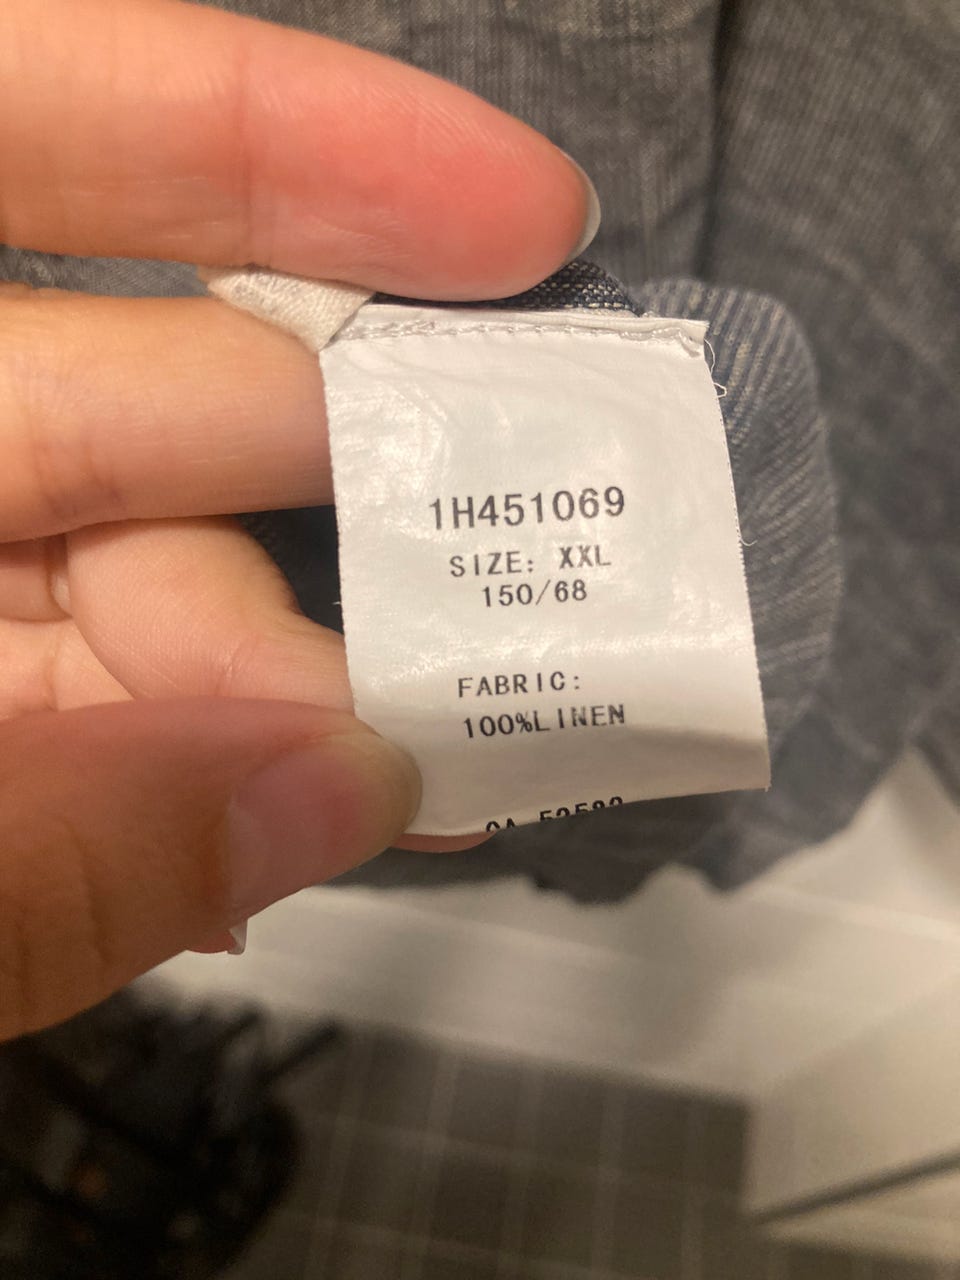 1H451069
SIZE: XXL
150/68
FABRIC:
100%LINEN